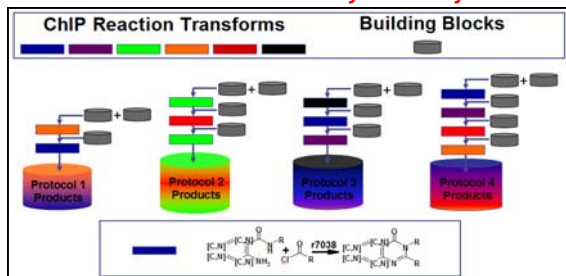 ChIP Reaction Transforms
Building Blocks
+
+
+
+
Protocol 1
Products
Protocol 2
Products
Protocol 3
Products
Protocol 4
Products
r7038
O
[C,N] [C,N] N-R
H
[C,N] [C,N] NH2
+
O
Cl R
O
[C,N] [C,N] N R
[C,N] [C,N] N R